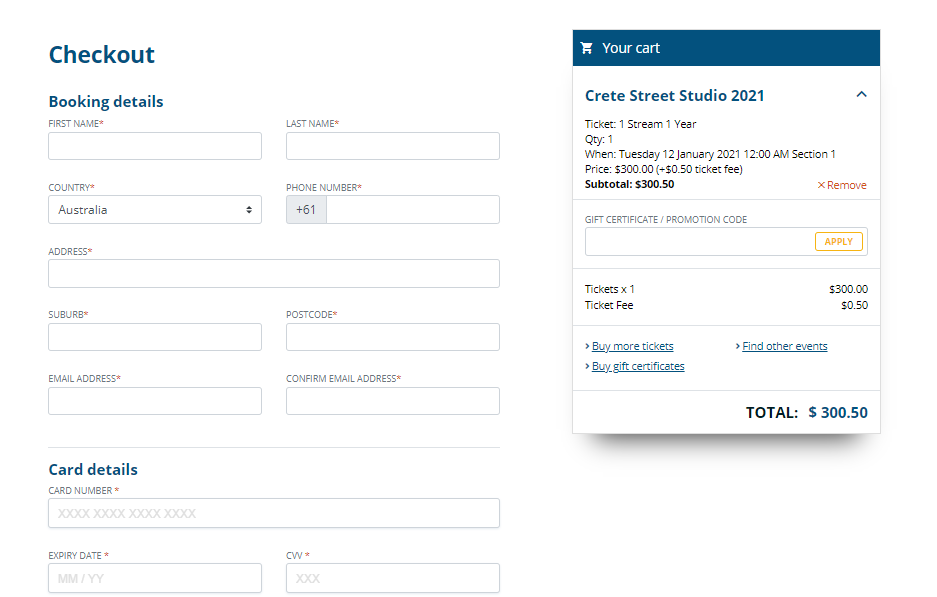 Checkout
Booking details
FIRST NAME*
LAST NAME*
COUNTRY*
PHONE NUMBER*
Australia
+61
ADDRESS*
SUBURB*
POSTCODE*
EMAIL ADDRESS*
CONFIRM EMAIL ADDRESS*
Card details
CARD NUMBER *
XXXX XXXX XXXX XXXX
EXPIRY DATE *
CVV *
MM / YY
XXX
Your cart
Crete Street Studio 2021
Ticket: 1 Stream 1 Year
Qty: 1
When: Tuesday 12 January 2021 12:00 AM Section 1
Price: $300.00 (+$0.50 ticket fee)
Subtotal: $300.50
×Remove
GIFT CERTIFICATE / PROMOTION CODE
APPLY
Tickets x 1 $300.00
Ticket Fee $0.50
› Buy more tickets
› Find other events
› Buy gift certificates
TOTAL: $ 300.50